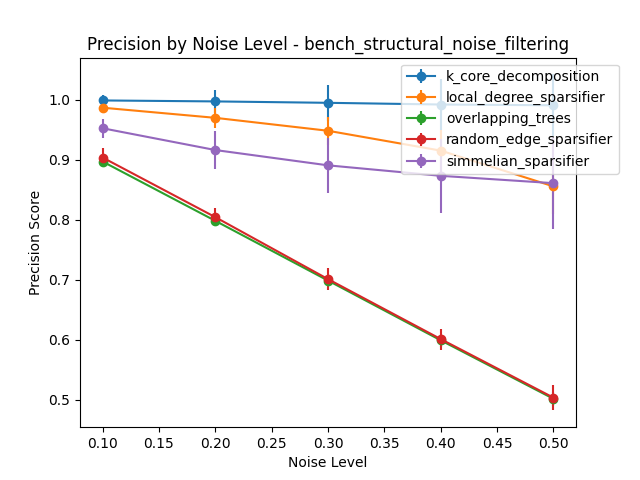 Precision by Noise Level - bench_structural_noise_filtering
k_core_decomposition
local_degree_sparsifier
overlapping_trees
random_edge_sparsifier
simmelian_sparsifier
Precision Score
1.0
0.9
0.8
0.7
0.6
0.5
0.10 0.15 0.20 0.25 0.30 0.35 0.40 0.45 0.50
Noise Level